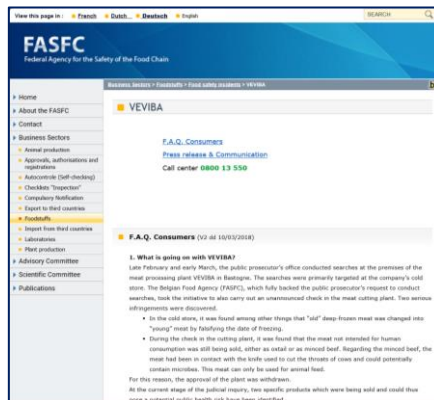 View this page in : French Dutch Deutsch English
SEARCH
FASFC
Federal Agency for the Safety of the Food Chain
Business Sectors > Foodstuffs > Food safety incidents > VEVIBA
Home
About the FASFC
Contact
Business Sectors
Animal production
Approvals, authorisations and
registrations
Autocontrole (Self-checking)
Checklists "Inspection"
Compulsory Notification
Export to third countries
Foodstuffs
Import from third countries
Laboratories
Plant production
Advisory Committee
Scientific Committee
Publications
VEVIBA
F.A.Q. Consumers
Press release & Communication
Call center 0800 13 550
F.A.Q. Consumers (V2 dd 10/03/2018)
1. What is going on with VEVIBA?
Late February and early March, the public prosecutor's office conducted searches at the premises of the
meat processing plant VEVIBA in Bastogne. The searches were primarily targeted at the company's cold
store. The Belgian Food Agency (FASFC), which fully backed the public prosecutor's request to conduct
searches, took the initiative to also carry out an unannounced check in the meat cutting plant. Two serious
infringements were discovered.
In the cold store, it was found among other things that "old" deep-frozen meat was changed into
"young" meat by falsifying the date of freezing.
During the check in the cutting plant, it was found that the meat not intended for human
consumption was still being sold, either as oxtail or as minced beef. Regarding the minced beef, the
meat had been in contact with the knife used to cut the throats of cows and could potentially
contain microbes. This meat can only be used for animal feed.
For this reason, the approval of the plant was withdrawn.
At the current stage of the judicial inquiry, two specific products which were being sold and could thus
pose a potential public health risk have been identified.